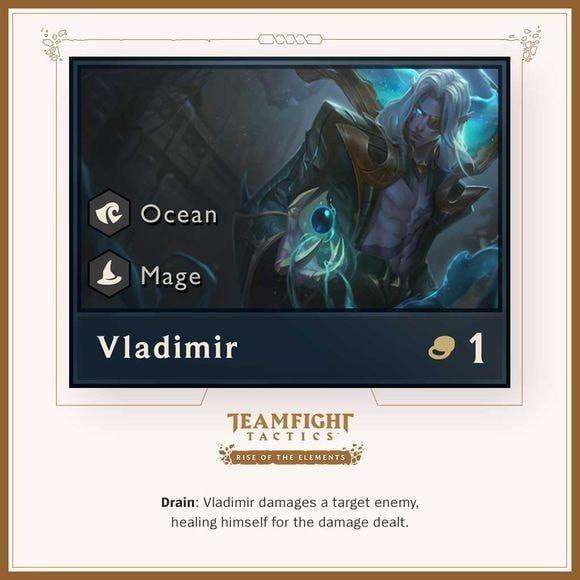 Ocean
Mage
Vladimir
1
TEAMFIGHT
TACTICS
RISE OF THE ELEMENTS
Drain: Vladimir damages a target enemy,
healing himself for the damage dealt.